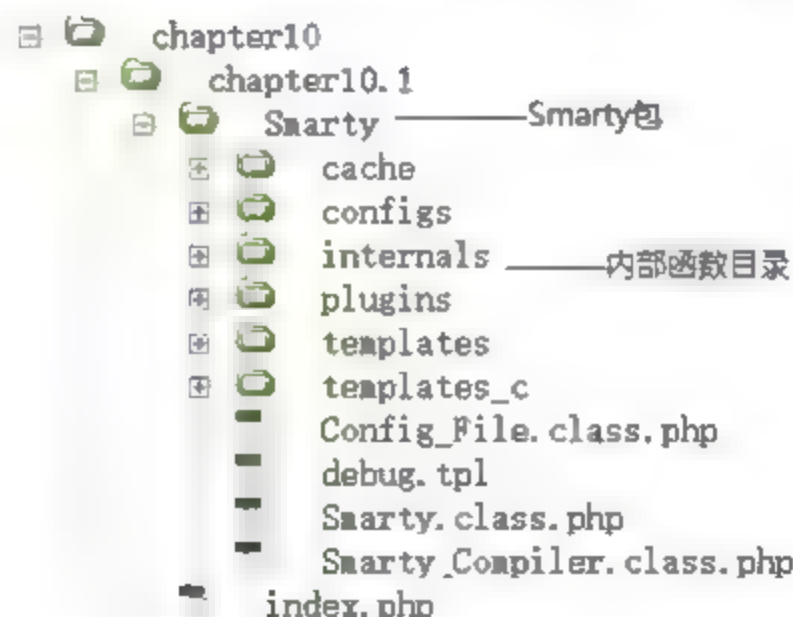 chapter10
chapter10.1
Smarty Smarty包
cache
configs
internals 内部函数目录
plugins
templates
templates_c
Config_File.class.php
debug.tpl
Smarty.class.php
Smarty_Compiler.class.php
index.php